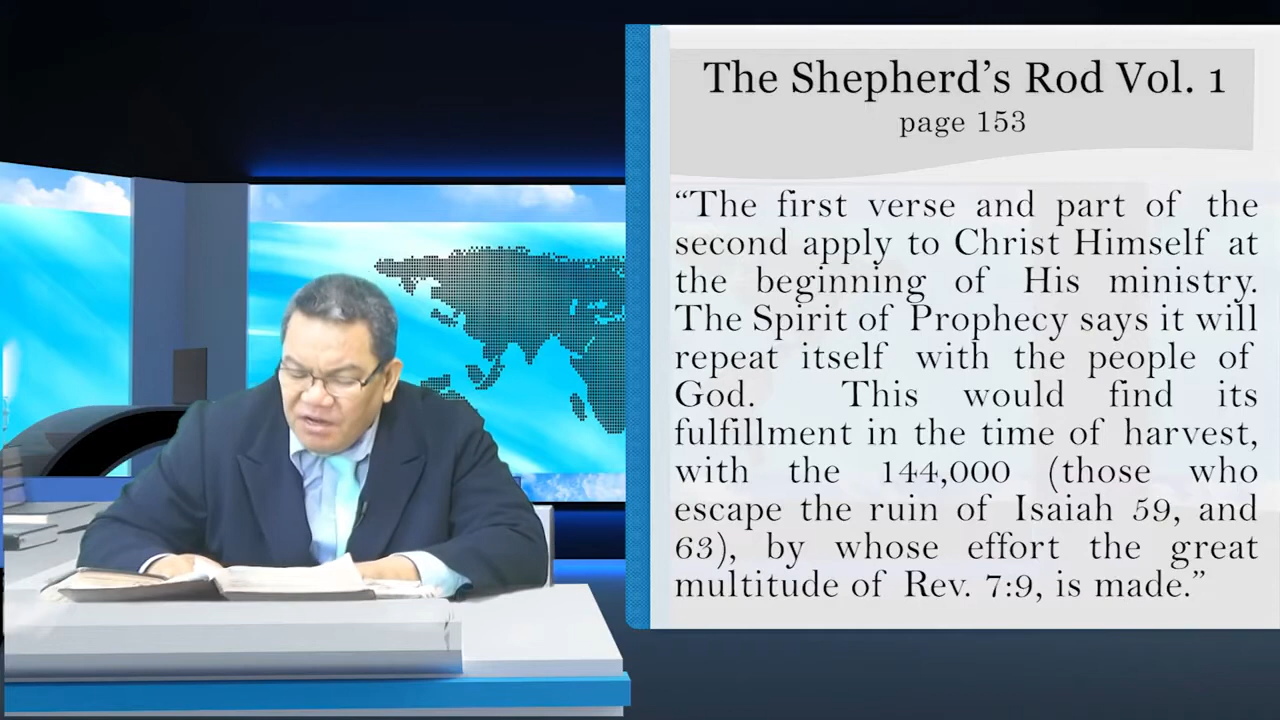 The Shepherd’s Rod Vol. 1
page 153
“The first verse and part of the
second apply to Christ Himself at
the beginning of His ministry.
The Spirit of Prophecy says it will
repeat itself with the people of
God. This would find its
fulfillment in the time of harvest,
with the 144,000 (those who
escape the ruin of Isaiah 59, and
63), by whose effort the great
multitude of Rev. 7:9, is made.”